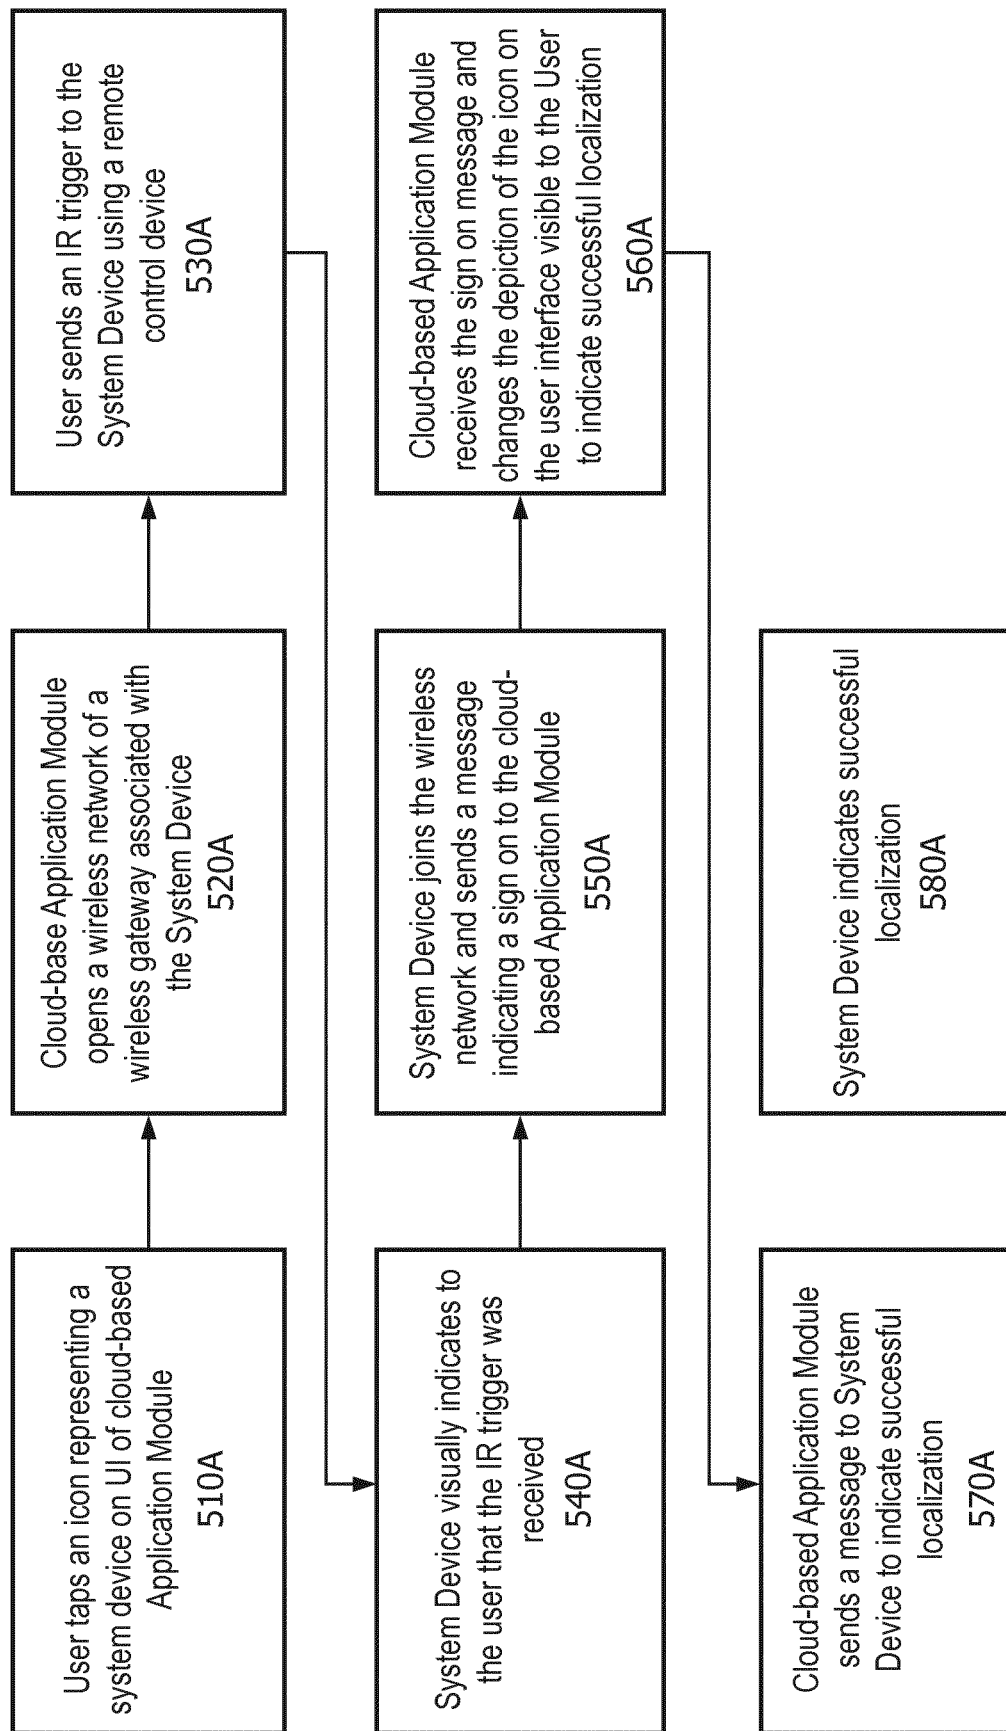 User taps an icon representing a
system device on UI of cloud-based
Application Module
510A
Cloud-base Application Module
opens a wireless network of a
wireless gateway associated with
the System Device
520A
User sends an IR trigger to the
System Device using a remote
control device
530A
System Device visually indicates to
the user that the IR trigger was
received
540A
System Device joins the wireless
network and sends a message
indicating a sign on to the cloud-
based Application Module
550A
Cloud-based Application Module
receives the sign on message and
changes the depiction of the icon on
the user interface visible to the User
to indicate successful localization
560A
Cloud-based Application Module
sends a message to System
Device to indicate successful
localization
570A
System Device indicates successful
localization
580A